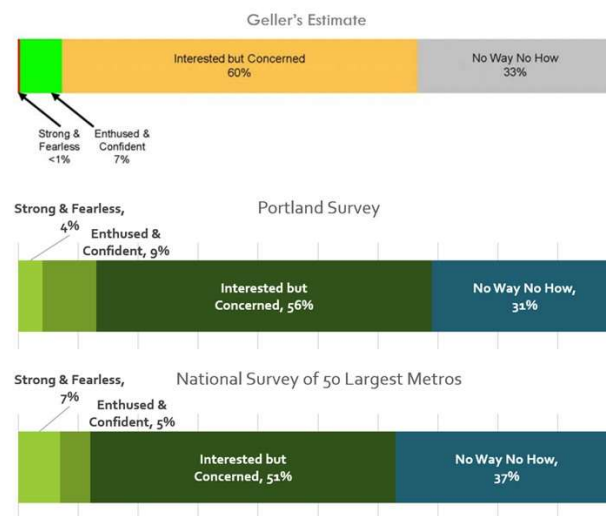 Geller's Estimate
Interested but Concerned
60%
No Way No How
33%
Strong &
Fearless
<1%
Enthused &
Confident
7%
Portland Survey
Strong & Fearless,
4%
Enthused &
Confident, 9%
Interested but
Concerned, 56%
No Way No How,
31%
National Survey of 50 Largest Metros
Strong & Fearless,
7%
Enthused &
Confident, 5%
Interested but
Concerned, 51%
No Way No How,
37%